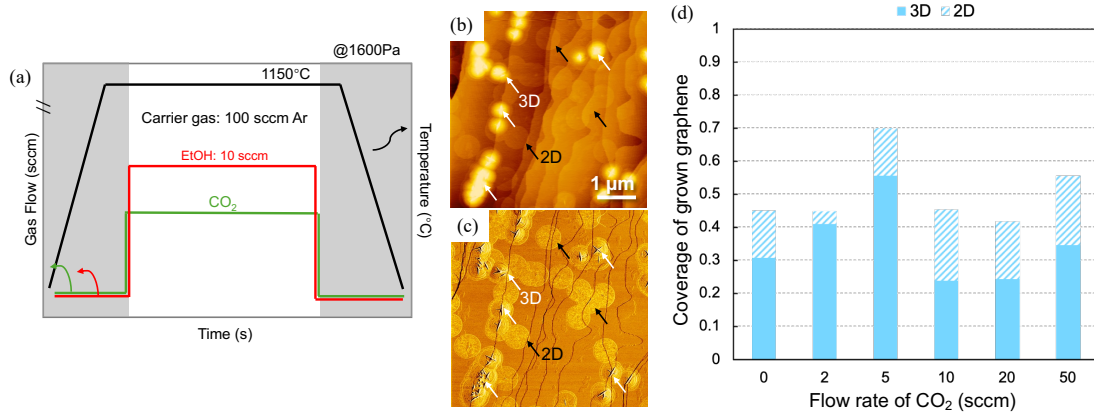 (a)
@1600Pa
1150°C
Carrier gas: 100 sccm Ar
EtOH: 10 sccm
CO2
Gas Flow (sccm)
Temperature (°C)
Time (s)
(b)
3D
2D
1 μm
(c)
3D
2D
(d)
3D
2D
Coverage of grown graphene
1
0.9
0.8
0.7
0.6
0.5
0.4
0.3
0.2
0.1
0
0 2 5 10 20 50
Flow rate of CO2 (sccm)